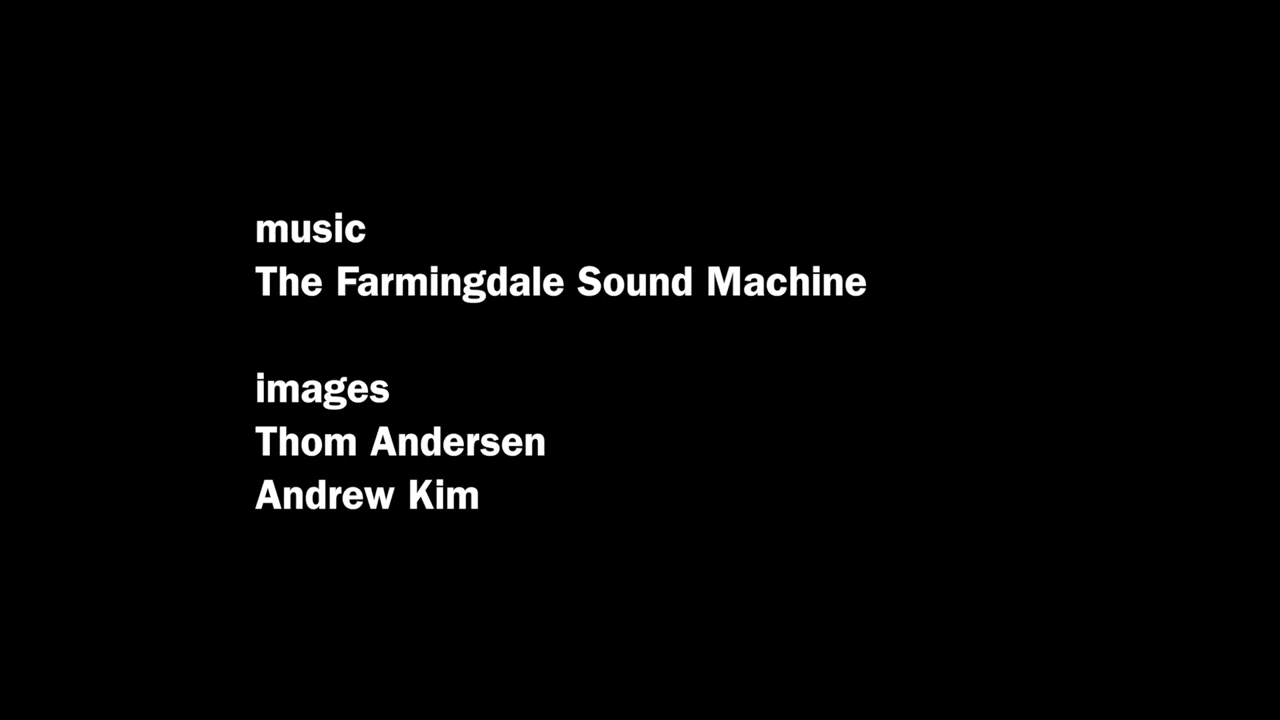 music
The Farmingdale Sound Machine
images
Thom Andersen
Andrew Kim